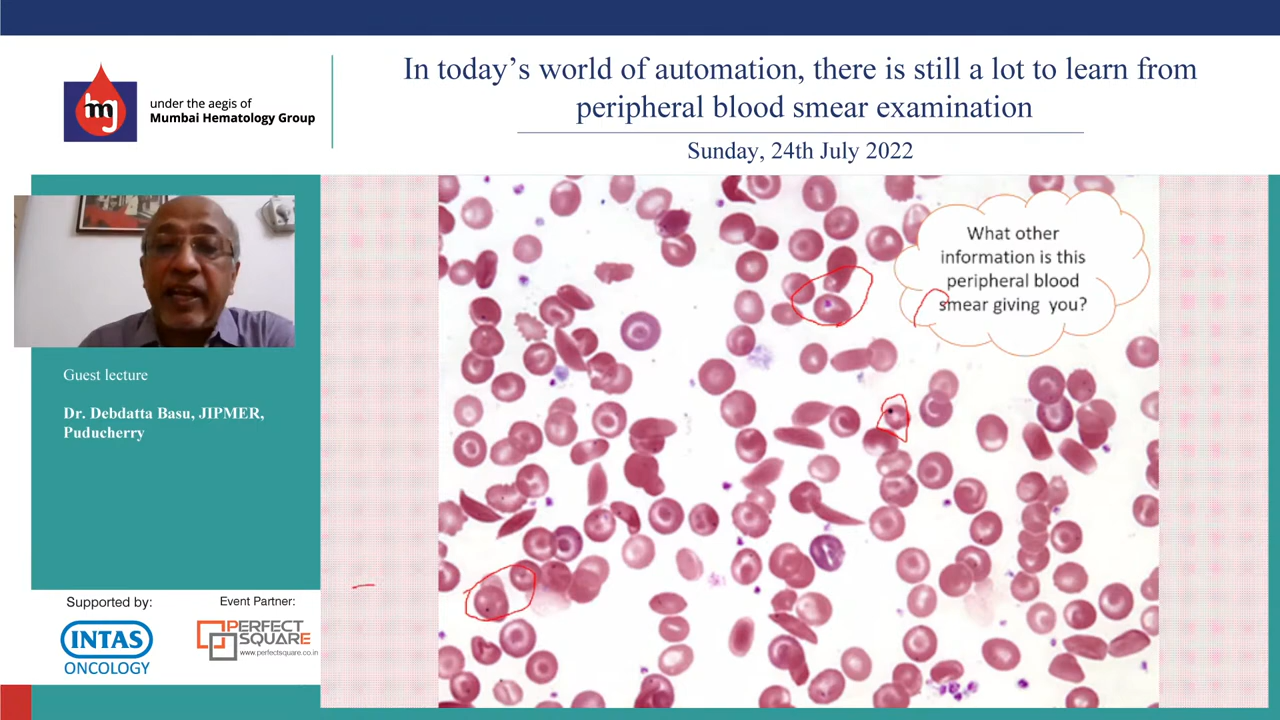 In today's world of automation, there is still a lot to learn from
peripheral blood smear examination
Sunday, 24th July 2022
mj
under the aegis of
Mumbai Hematology Group
What other
information is this
peripheral blood
smear giving you?
Guest lecture
Dr. Debdatta Basu, JIPMER,
Puducherry
Supported by:
INTAS
ONCOLOGY
Event Partner:
PERFECT
SQUARE
www.perfectsquare.co.in